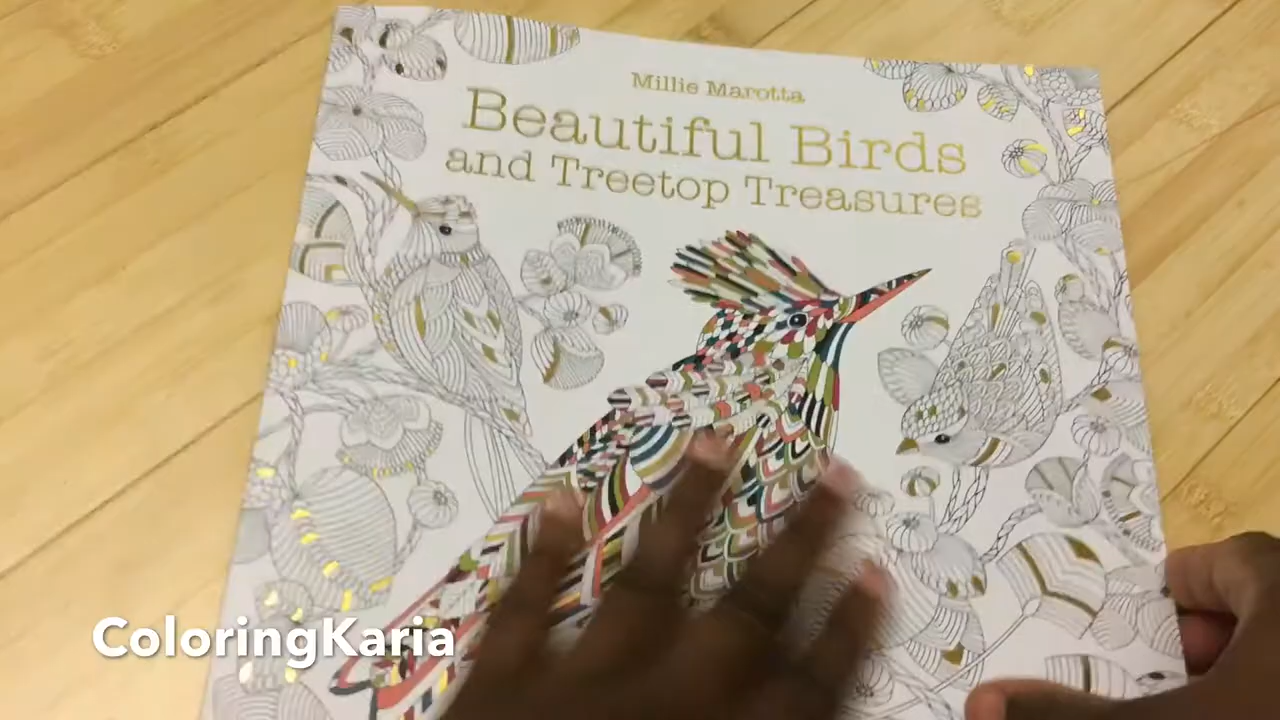 Millie Marotta
Beautiful Birds
and Treetop Treasures
ColoringKaria